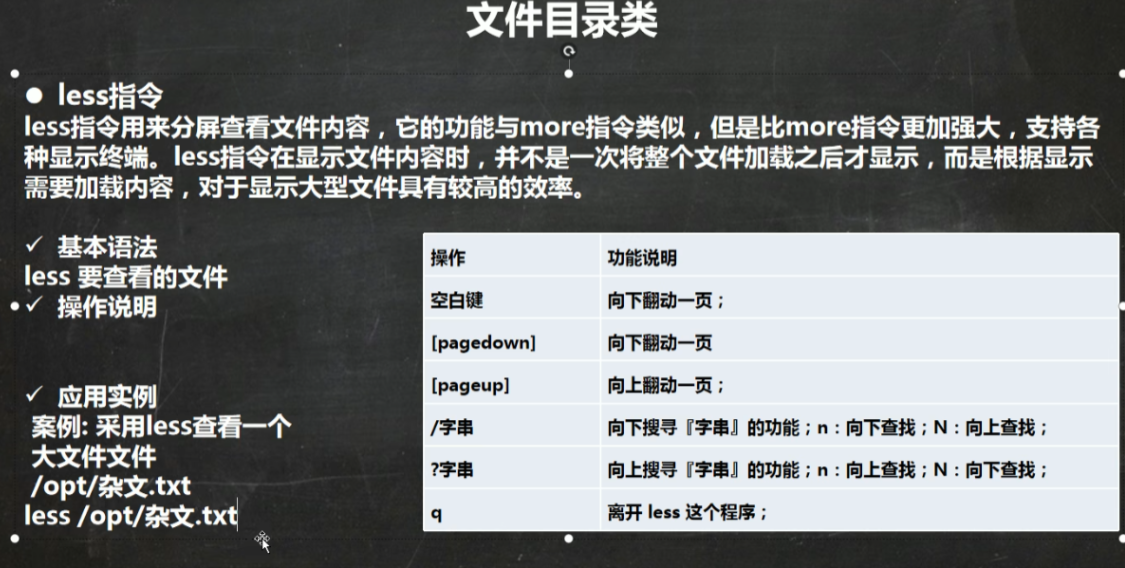 文件目录类
● less指令
less指令用来分屏查看文件内容，它的功能与more指令类似，但是比more指令更加强大，支持各
种显示终端。less指令在显示文件内容时，并不是一次将整个文件加载之后才显示，而是根据显示
需要加载内容，对于显示大型文件具有较高的效率。
✓ 基本语法
less 要查看的文件
✓ 操作说明
✓ 应用实例
案例: 采用less查看一个
大文件文件
/opt/杂文.txt
less /opt/杂文.txt
操作 功能说明
空白键 向下翻动一页；
[pagedown] 向下翻动一页
[pageup] 向上翻动一页；
/字串 向下搜寻『字串』的功能；n：向下查找；N：向上查找；
?字串 向上搜寻『字串』的功能；n：向上查找；N：向下查找；
q 离开 less 这个程序；